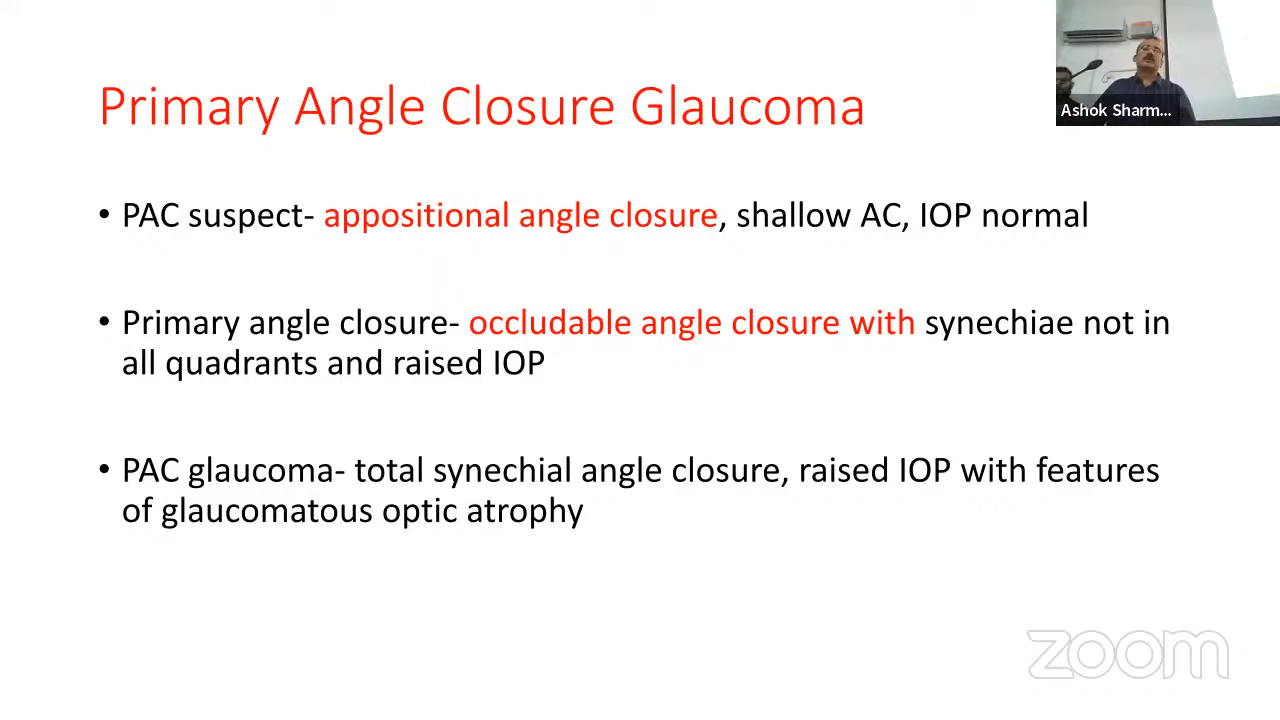 Primary Angle Closure Glaucoma
Ashok Sharm...
• PAC suspect- appositional angle closure, shallow AC, IOP normal
• Primary angle closure- occludable angle closure with synechiae not in
all quadrants and raised IOP
• PAC glaucoma- total synechial angle closure, raised IOP with features
of glaucomatous optic atrophy
zoom